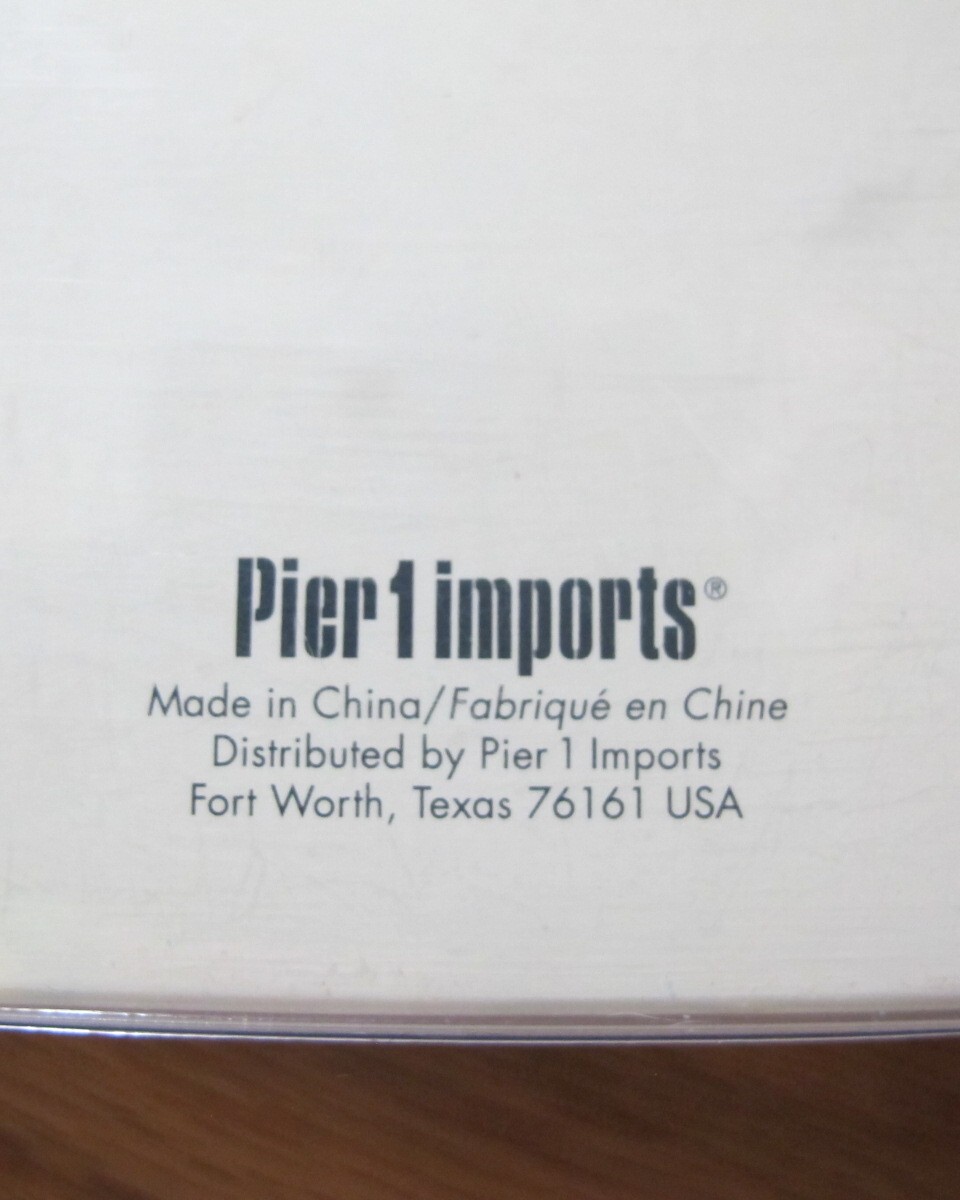 Pier 1 imports®
Made in China/Fabriqué en Chine
Distributed by Pier 1 Imports
Fort Worth, Texas 76161 USA